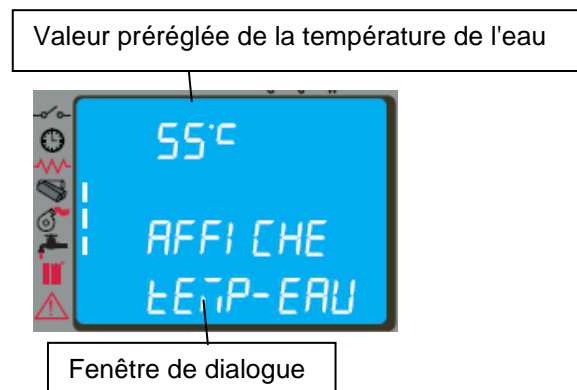 Valeur préréglée de la température de l'eau
55°C
AFFICHE
tEMP-EAU
Fenêtre de dialogue